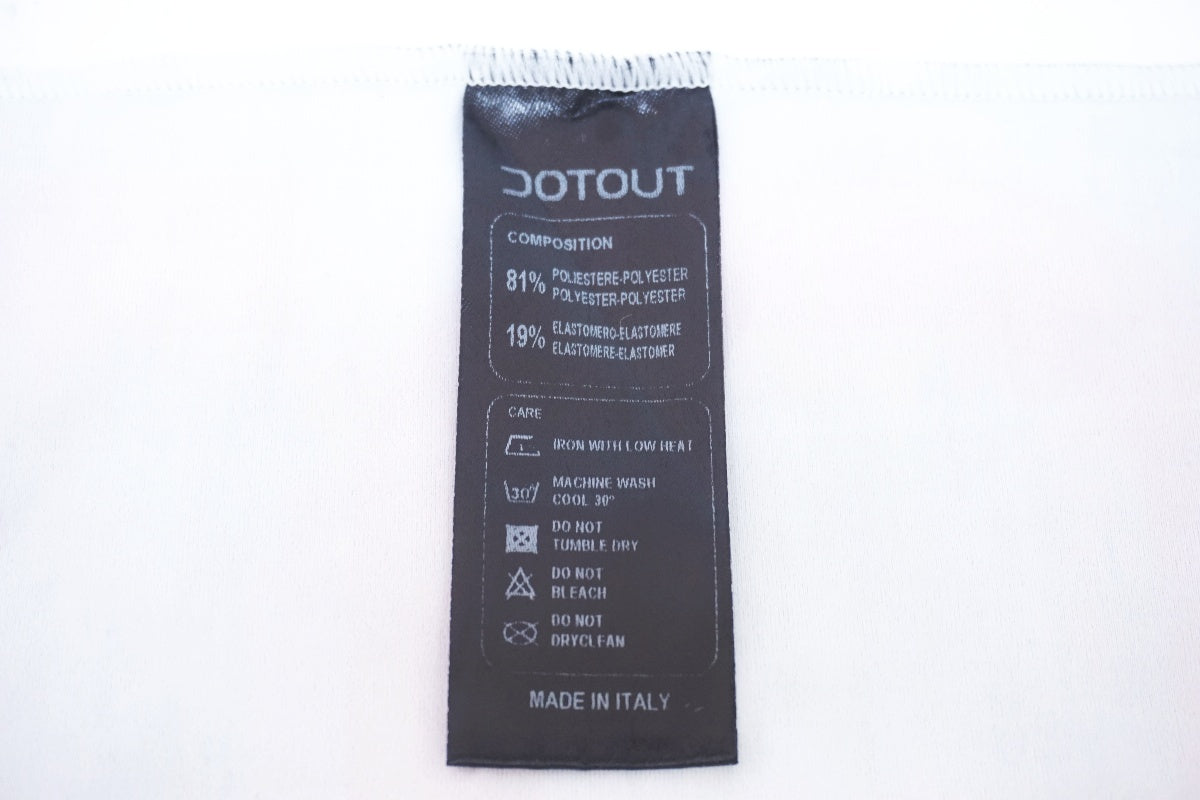 DOTOUT
COMPOSITION
81% POLIESTERE-POLYESTER
POLYESTER-POLYESTER
19% ELASTOMERO-ELASTOMERE
ELASTOMERE-ELASTOMER
CARE
IRON WITH LOW HEAT
30° MACHINE WASH
COOL 30°
DO NOT
TUMBLE DRY
DO NOT
BLEACH
DO NOT
DRYCLEAN
MADE IN ITALY